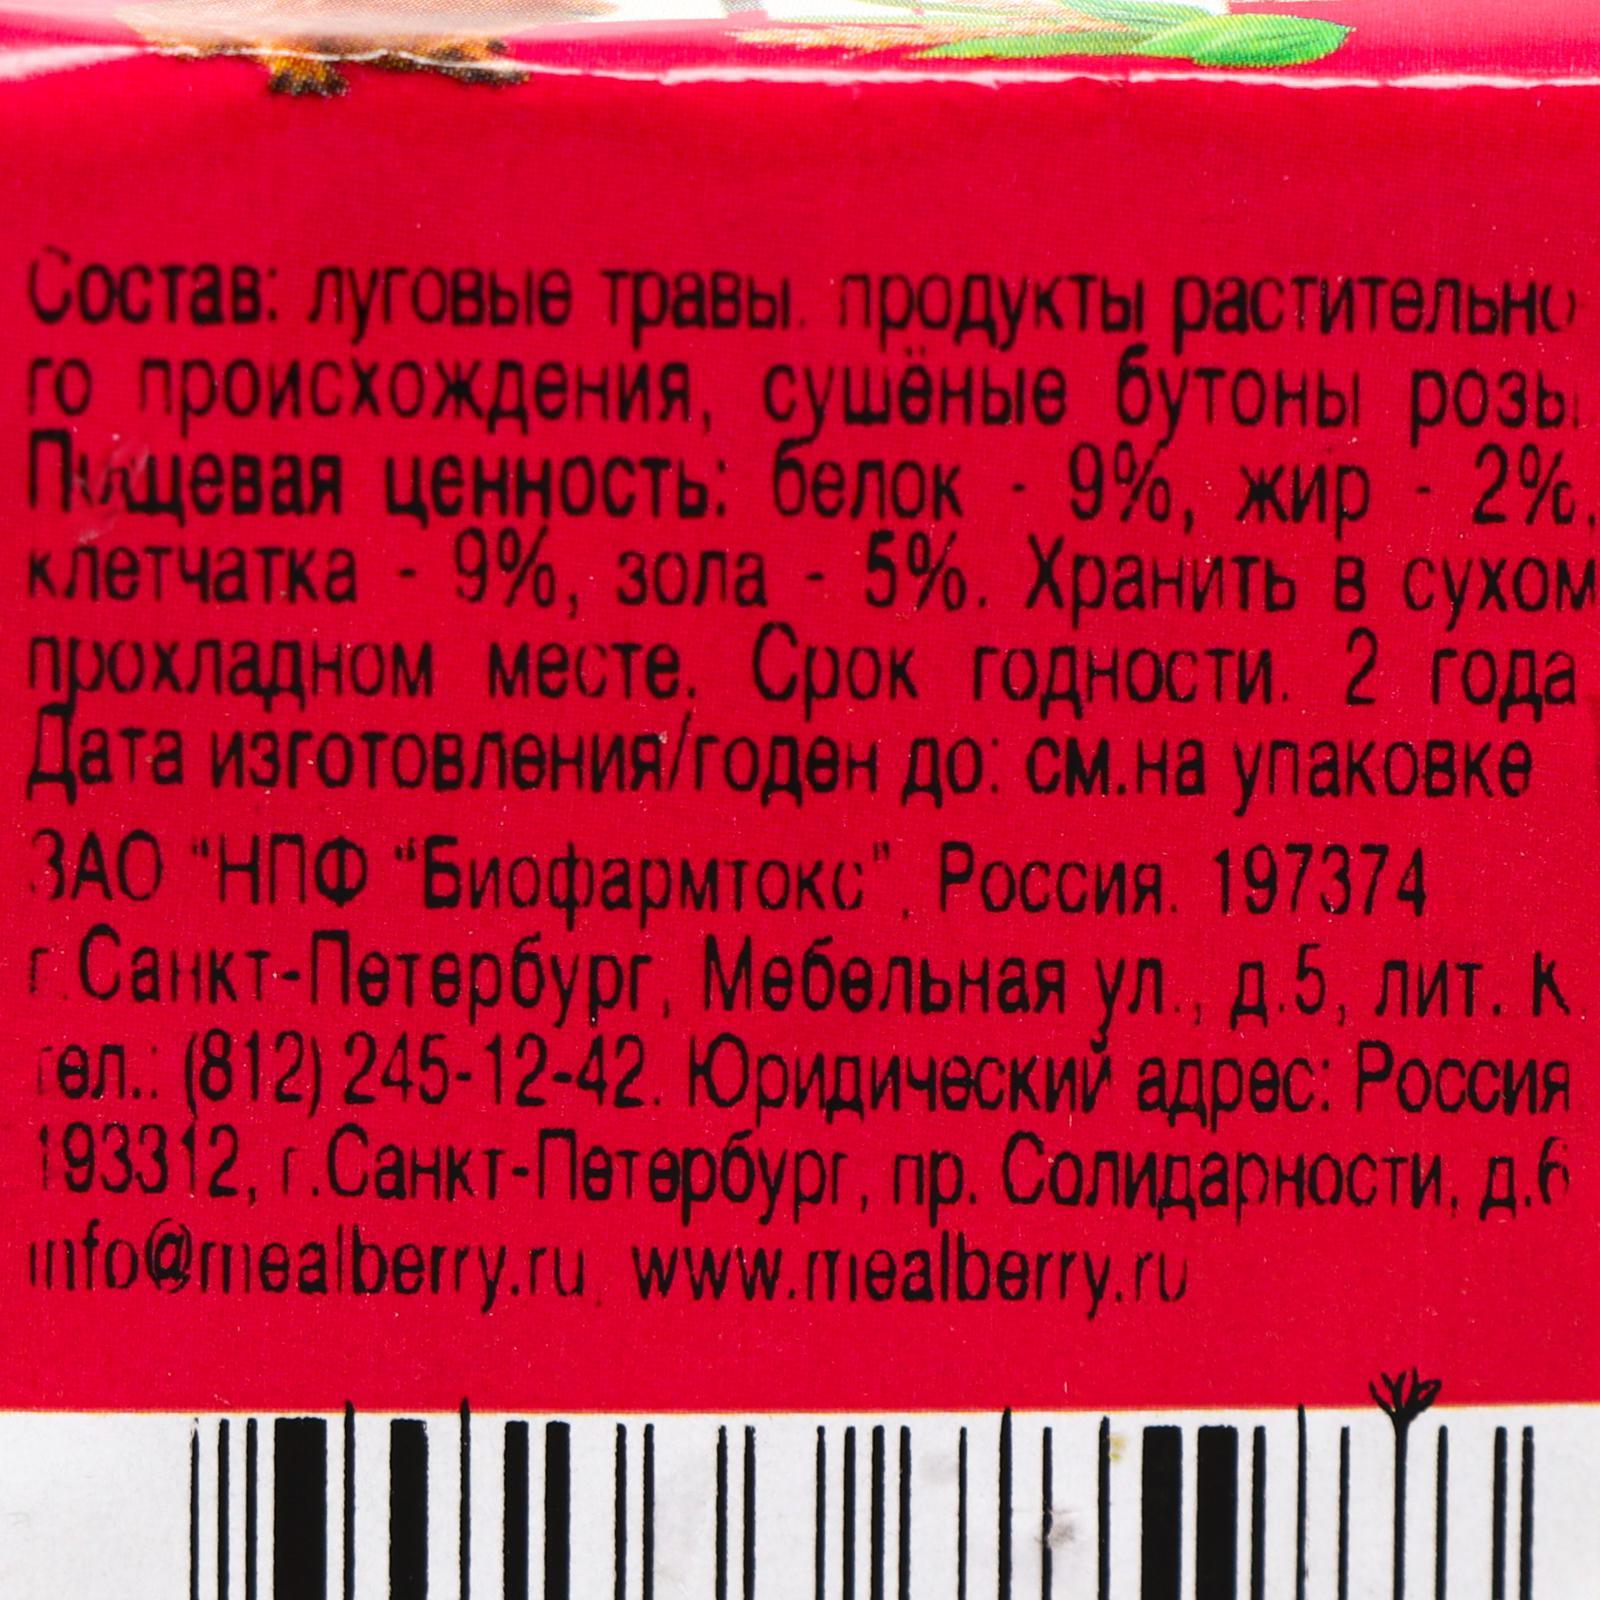 Состав: луговые травы, продукты растительно-
го происхождения, сушёные бутоны розы.
Пищевая ценность: белок - 9%, жир - 2%,
клетчатка - 9%, зола - 5%. Хранить в сухом
прохладном месте. Срок годности. 2 года
Дата изготовления/годен до: см.на упаковке
ЗАО "НПФ "Биофармтокс". Россия. 197374
г.Санкт-Петербург, Мебельная ул., д.5, лит. К.
тел.: (812) 245-12-42. Юридический адрес: Россия
193312, г.Санкт-Петербург, пр. Солидарности, д.6
info@mealberry.ru, www.mealberry.ru